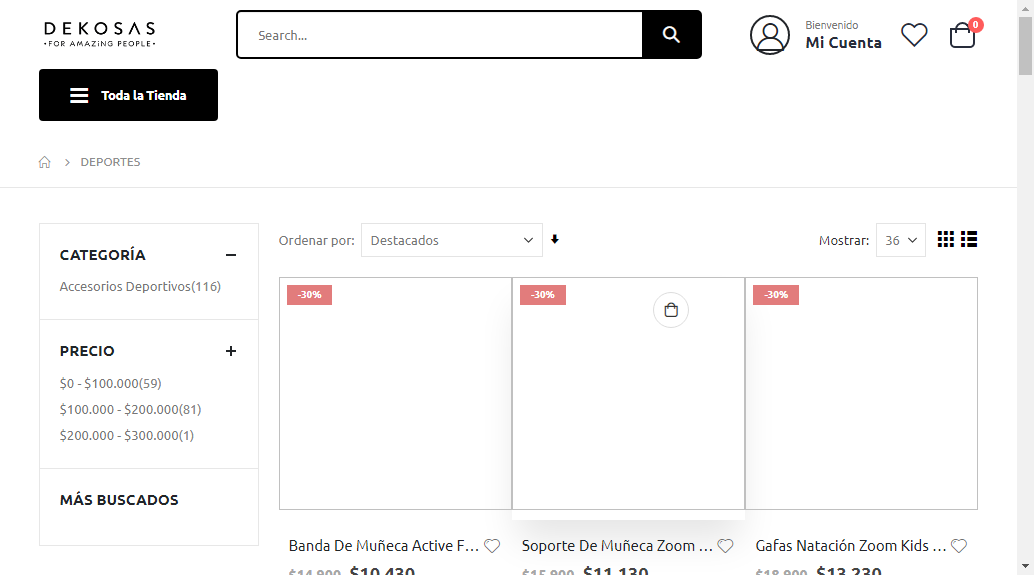 DEKOSAS
•FOR AMAZING PEOPLE•
Search...
Bienvenido
Mi Cuenta
0
Toda la Tienda
DEPORTES
CATEGORÍA
Accesorios Deportivos(116)
PRECIO
$0 - $100.000(59)
$100.000 - $200.000(81)
$200.000 - $300.000(1)
MÁS BUSCADOS
Ordenar por: Destacados
Mostrar: 36
-30%
-30%
-30%
Banda De Muñeca Active F...
Soporte De Muñeca Zoom ...
Gafas Natación Zoom Kids ...
$14.900 $10.430
$15.900 $11.130
$18.900 $13.230